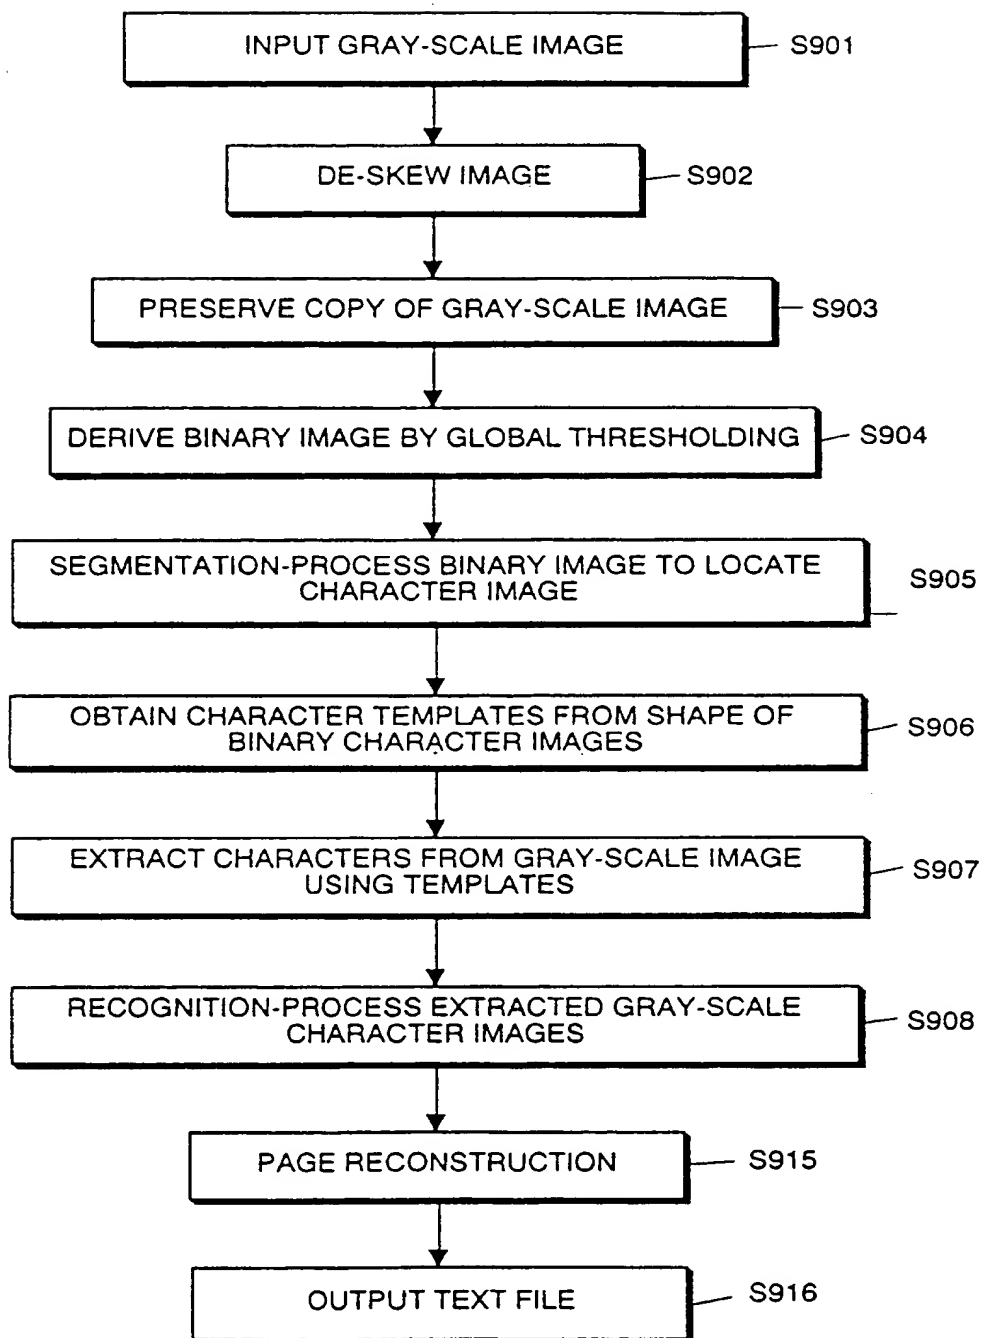 INPUT GRAY-SCALE IMAGE
S901
DE-SKEW IMAGE
S902
PRESERVE COPY OF GRAY-SCALE IMAGE
S903
DERIVE BINARY IMAGE BY GLOBAL THRESHOLDING
S904
SEGMENTATION-PROCESS BINARY IMAGE TO LOCATE
CHARACTER IMAGE
S905
OBTAIN CHARACTER TEMPLATES FROM SHAPE OF
BINARY CHARACTER IMAGES
S906
EXTRACT CHARACTERS FROM GRAY-SCALE IMAGE
USING TEMPLATES
S907
RECOGNITION-PROCESS EXTRACTED GRAY-SCALE
CHARACTER IMAGES
S908
PAGE RECONSTRUCTION
S915
OUTPUT TEXT FILE
S916